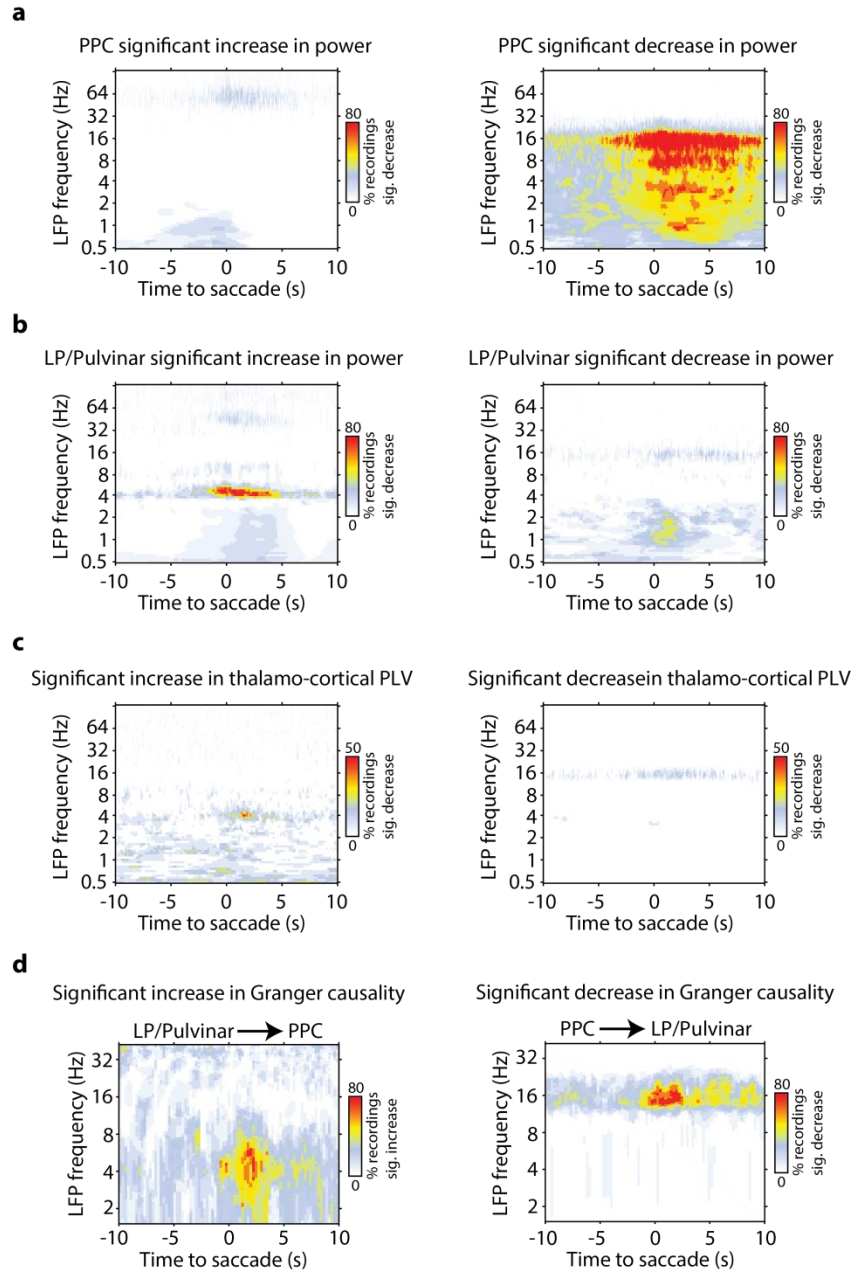 a
PPC significant increase in power
PPC significant decrease in power
LFP frequency (Hz)
64
32
16
8
4
2
1
0.5
-10
-5
0
5
10
Time to saccade (s)
80
0
% recordings
sig. decrease
LFP frequency (Hz)
64
32
16
8
4
2
1
0.5
-10
-5
0
5
10
Time to saccade (s)
80
0
% recordings
sig. decrease
b
LP/Pulvinar significant increase in power
LP/Pulvinar significant decrease in power
LFP frequency (Hz)
64
32
16
8
4
2
1
0.5
-10
-5
0
5
10
Time to saccade (s)
80
0
% recordings
sig. decrease
LFP frequency (Hz)
64
32
16
8
4
2
1
0.5
-10
-5
0
5
10
Time to saccade (s)
80
0
% recordings
sig. decrease
c
Significant increase in thalamo-cortical PLV
Significant decreasein thalamo-cortical PLV
LFP frequency (Hz)
64
32
16
8
4
2
1
0.5
-10
-5
0
5
10
Time to saccade (s)
50
0
% recordings
sig. decrease
LFP frequency (Hz)
64
32
16
8
4
2
1
0.5
-10
-5
0
5
10
Time to saccade (s)
50
0
% recordings
sig. decrease
d
Significant increase in Granger causality
LP/Pulvinar → PPC
Significant decrease in Granger causality
PPC → LP/Pulvinar
LFP frequency (Hz)
32
16
8
4
2
-10
-5
0
5
10
Time to saccade (s)
80
0
% recordings
sig. increase
LFP frequency (Hz)
32
16
8
4
2
-10
-5
0
5
10
Time to saccade (s)
80
0
% recordings
sig. decrease